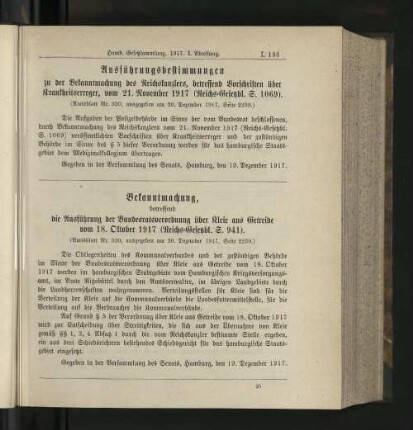 Hamb. Gesetzsammlung. 1917. I. Abteilung. I. 193
Ausführungsbestimmungen
zu der Bekanntmachung des Reichskanzlers, betreffend Vorschriften über
Krankheitserreger, vom 21. November 1917 (Reichs-Gesetzbl. S. 1069).
(Amtsblatt Nr. 320, ausgegeben am 20. Dezember 1917, Seite 2239.)
Die Aufgaben der Polizeibehörde im Sinne der vom Bundesrat beschlossenen,
durch Bekanntmachung des Reichskanzlers vom 21. November 1917 (Reichs-Gesetzbl.
S. 1069) veröffentlichten Vorschriften über Krankheitserreger und der zuständigen
Behörde im Sinne des § 5 dieser Verordnung werden für das hamburgische Staats-
gebiet dem Medizinalkollegium übertragen.
Gegeben in der Versammlung des Senats, Hamburg, den 19. Dezember 1917.
Bekanntmachung,
betreffend
die Ausführung der Bundesratsverordnung über Kleie aus Getreide
vom 18. Oktober 1917 (Reichs-Gesetzbl. S. 941).
(Amtsblatt Nr. 320, ausgegeben am 20. Dezember 1917, Seite 2239.)
Die Obliegenheiten des Kommunalverbandes und der zuständigen Behörde
im Sinne der Bundesratsverordnung über Kleie aus Getreide vom 18. Oktober
1917 werden im hamburgischen Stadtgebiet vom Hamburgischen Kriegsversorgungs-
amt, im Amte Ritzebüttel durch den Amtsverwalter, im übrigen Landgebiet durch
die Landherrenschaften wahrgenommen. Verteilungsstellen für Kleie sind für die
Verteilung der Kleie an die Kommunalverbände die Landesfuttermittelstelle, für die
Verteilung an die Verbraucher die Kommunalverbände.
Auf Grund § 5 der Verordnung über Kleie aus Getreide vom 18. Oktober 1917
wird zur Entscheidung über Streitigkeiten, die sich aus der Übernahme von Kleie
gemäß §§ 1, 3, 4 Absatz 1 durch die vom Reichskanzler bestimmte Stelle ergeben,
ein aus drei Schiedsrichtern bestehendes Schiedsgericht für das hamburgische Staats-
gebiet eingesetzt.
Gegeben in der Versammlung des Senats, Hamburg, den 19. Dezember 1917.